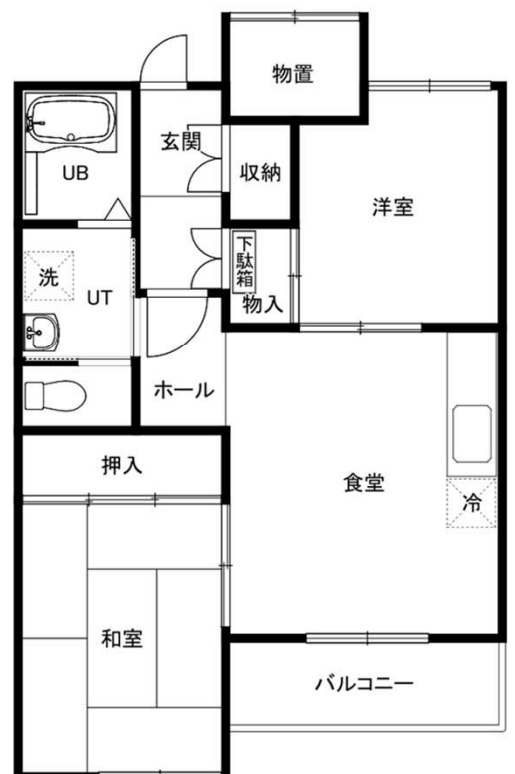 物置
玄関
UB
収納
洋室
下駄箱
洗
UT
物入
ホール
押入
食堂
冷
和室
バルコニー